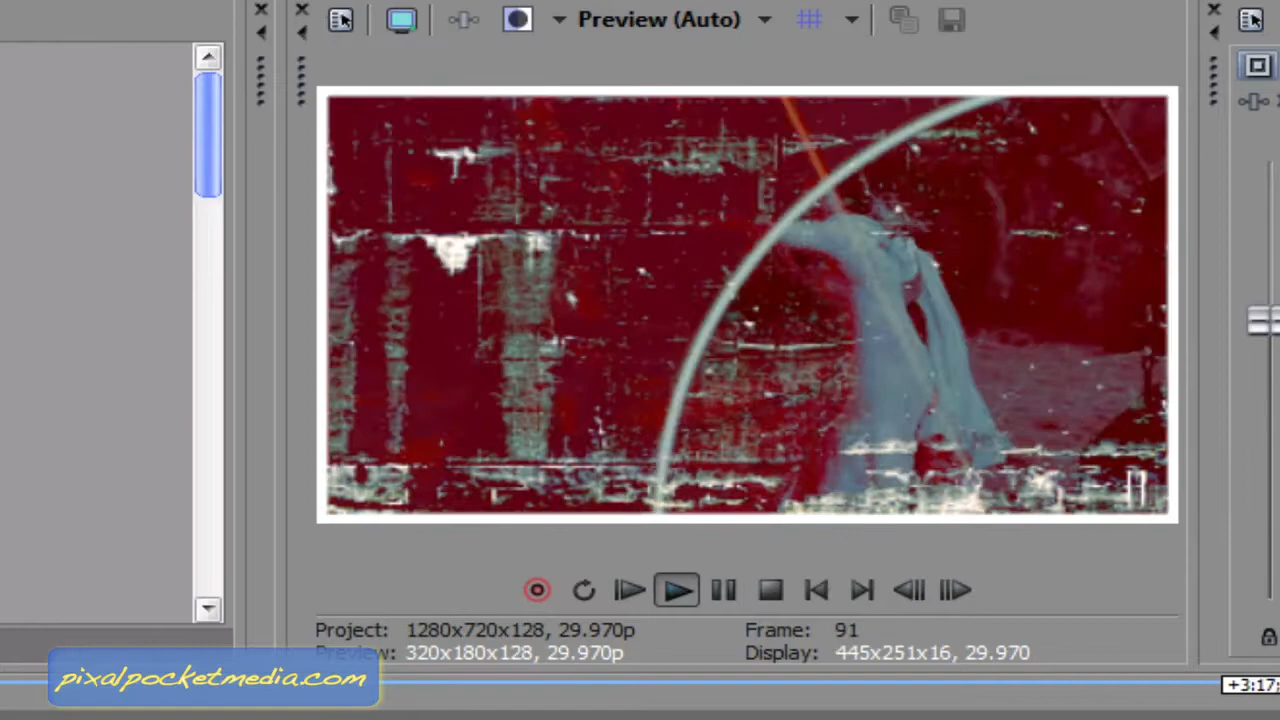 Preview (Auto)
Project: 1280x720x128, 29.970p
Frame: 91
Preview: 320x180x128, 29.970p
Display: 445x251x16, 29.970
pixalpocketmedia.com
+3:17: